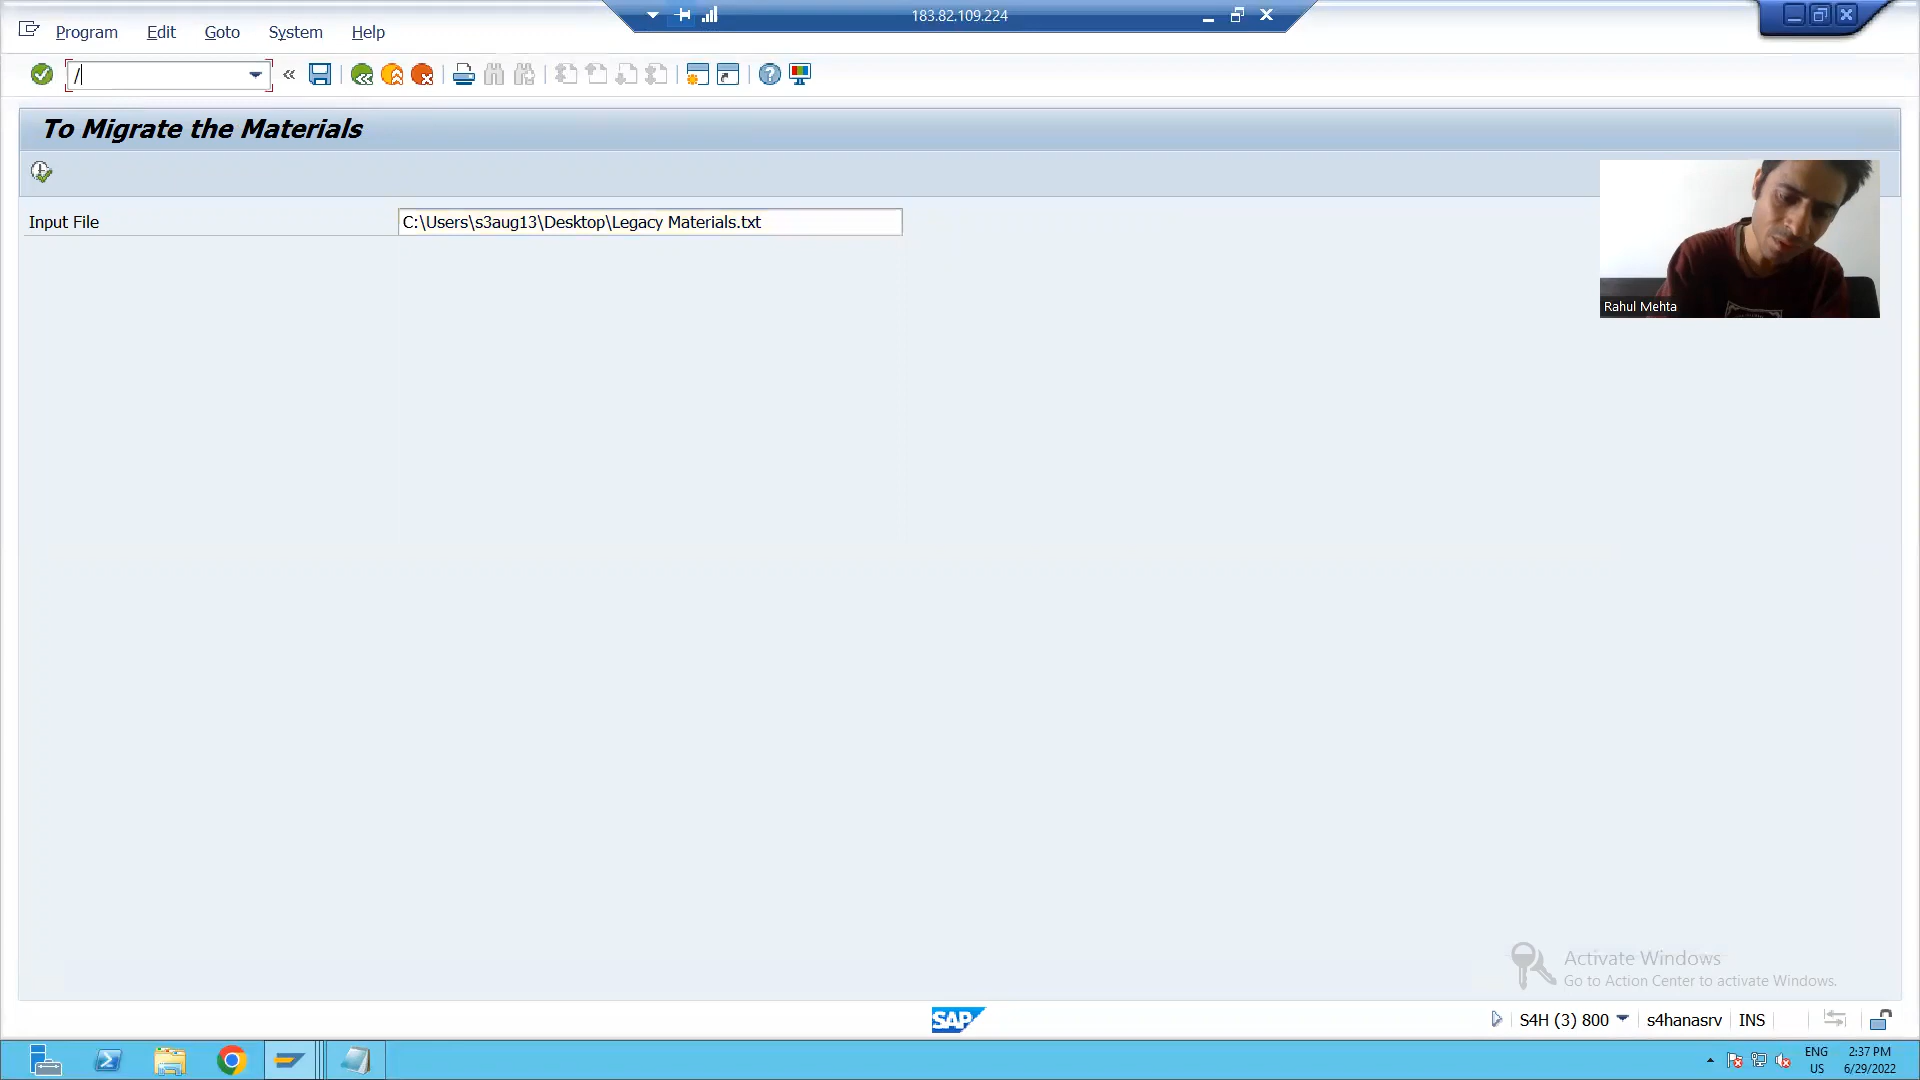 183.82.109.224
Program Edit Goto System Help
/
To Migrate the Materials
Input File C:\Users\s3aug13\Desktop\Legacy Materials.txt
Rahul Mehta
Activate Windows
Go to Action Center to activate Windows.
SAP
S4H (3) 800 s4hanasrv INS
ENG 2:37 PM
US 6/29/2022